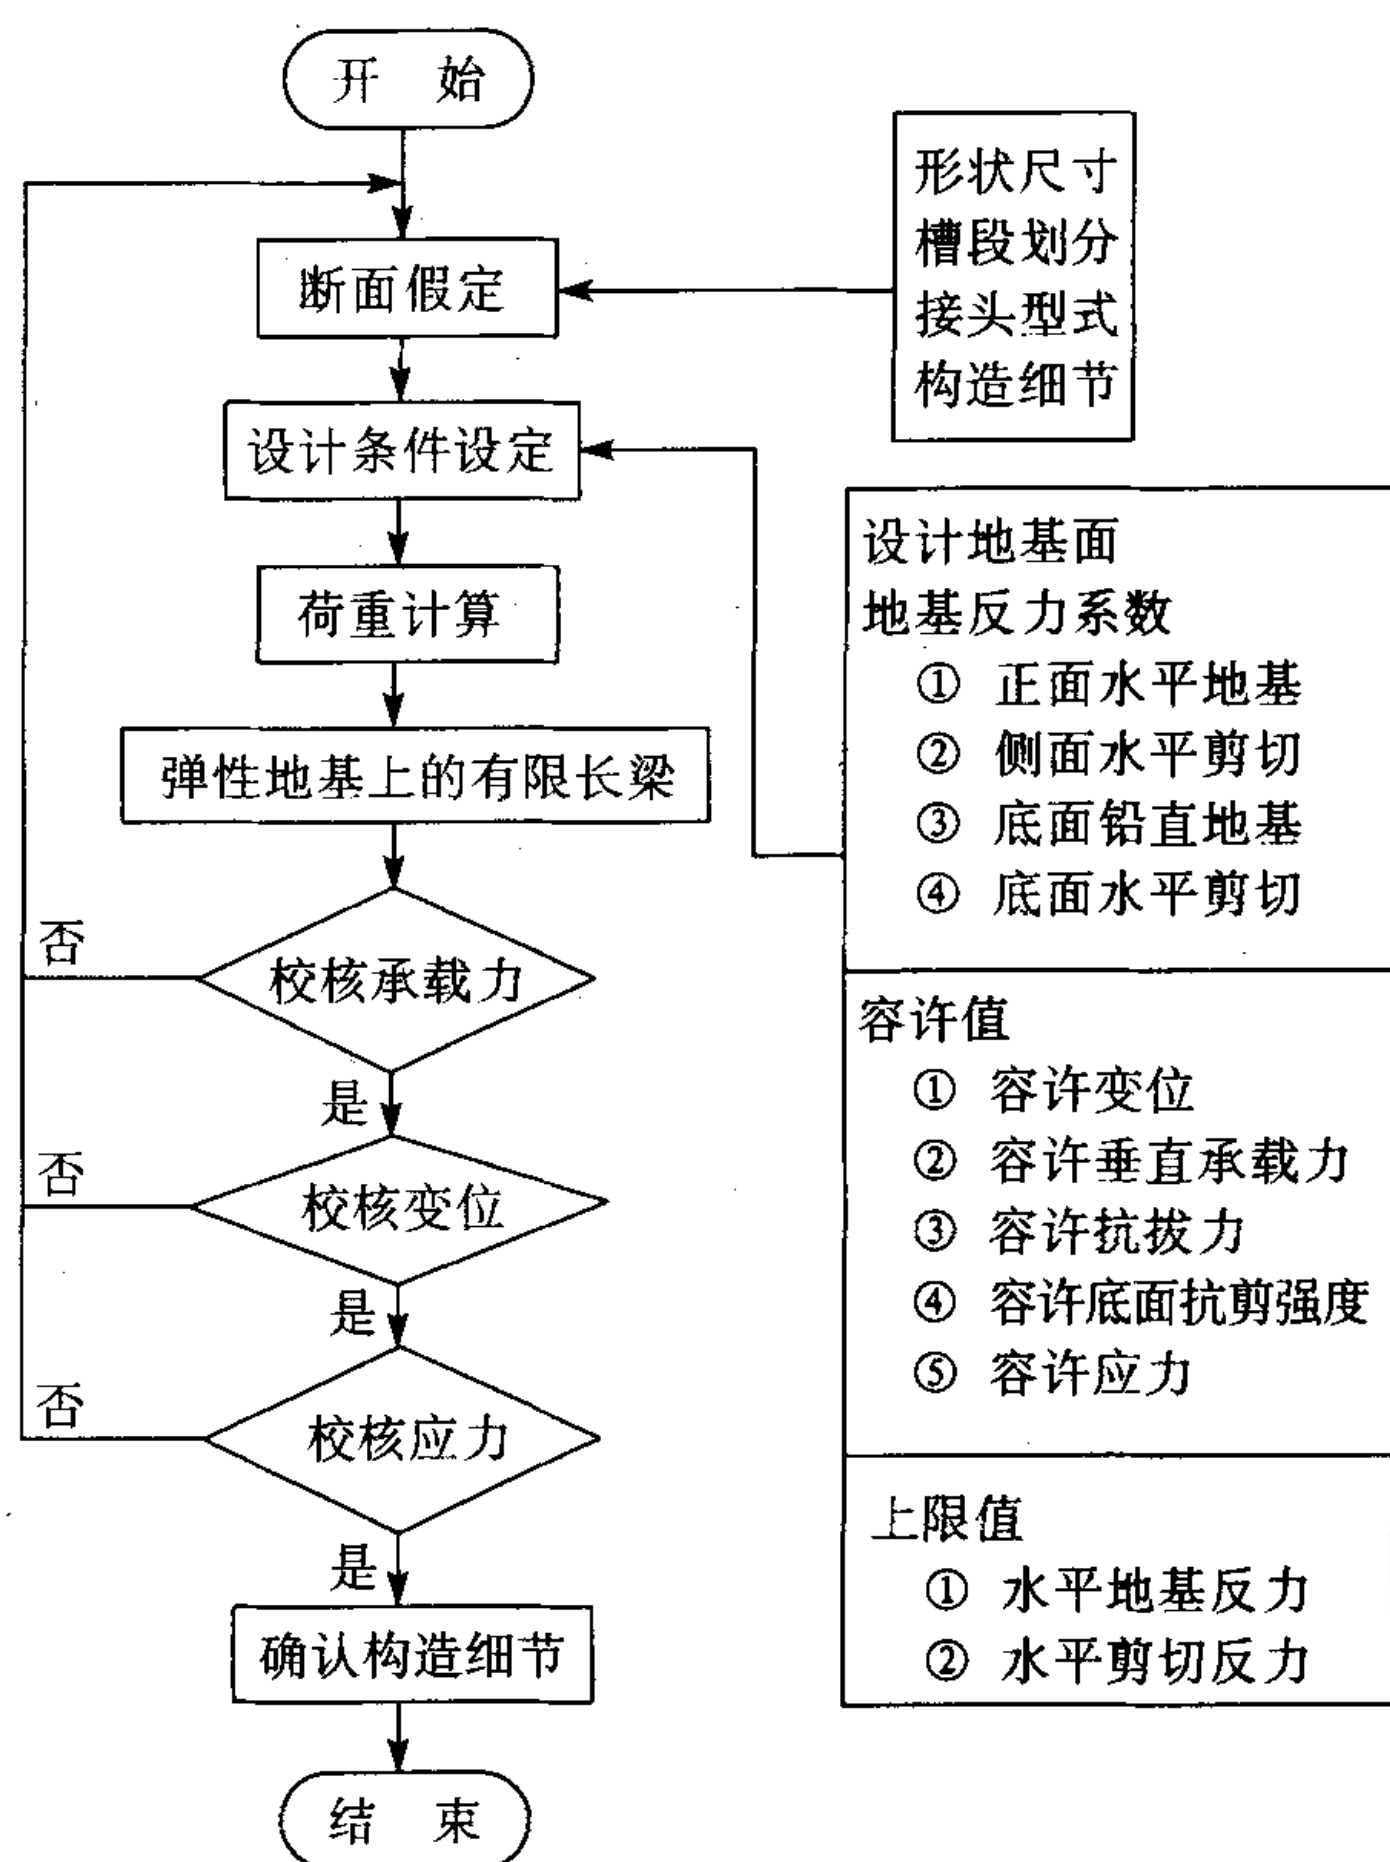 开 始
断面假定
设计条件设定
荷重计算
弹性地基上的有限长梁
否
校核承载力
是
否
校核变位
是
否
校核应力
是
确认构造细节
结 束
形状尺寸
槽段划分
接头型式
构造细节
设计地基面
地基反力系数
① 正面水平地基
② 侧面水平剪切
③ 底面铅直地基
④ 底面水平剪切
容许值
① 容许变位
② 容许垂直承载力
③ 容许抗拔力
④ 容许底面抗剪强度
⑤ 容许应力
上限值
① 水平地基反力
② 水平剪切反力